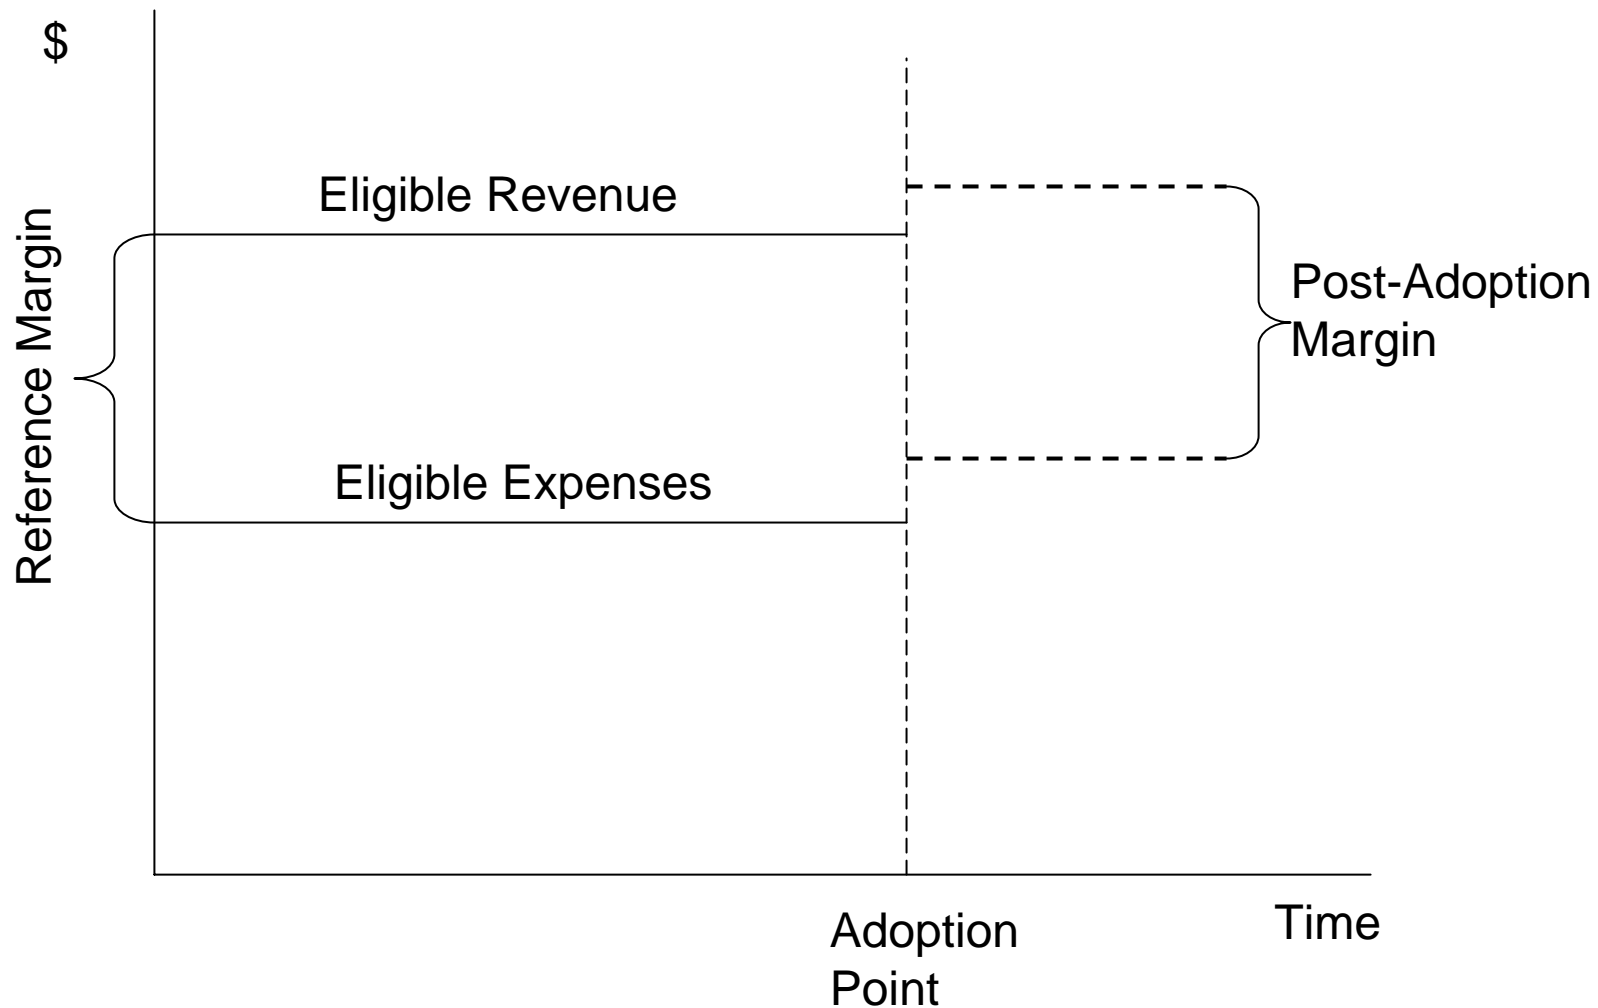 $
Eligible Revenue
Reference Margin
Post-Adoption
Margin
Eligible Expenses
Adoption
Point
Time